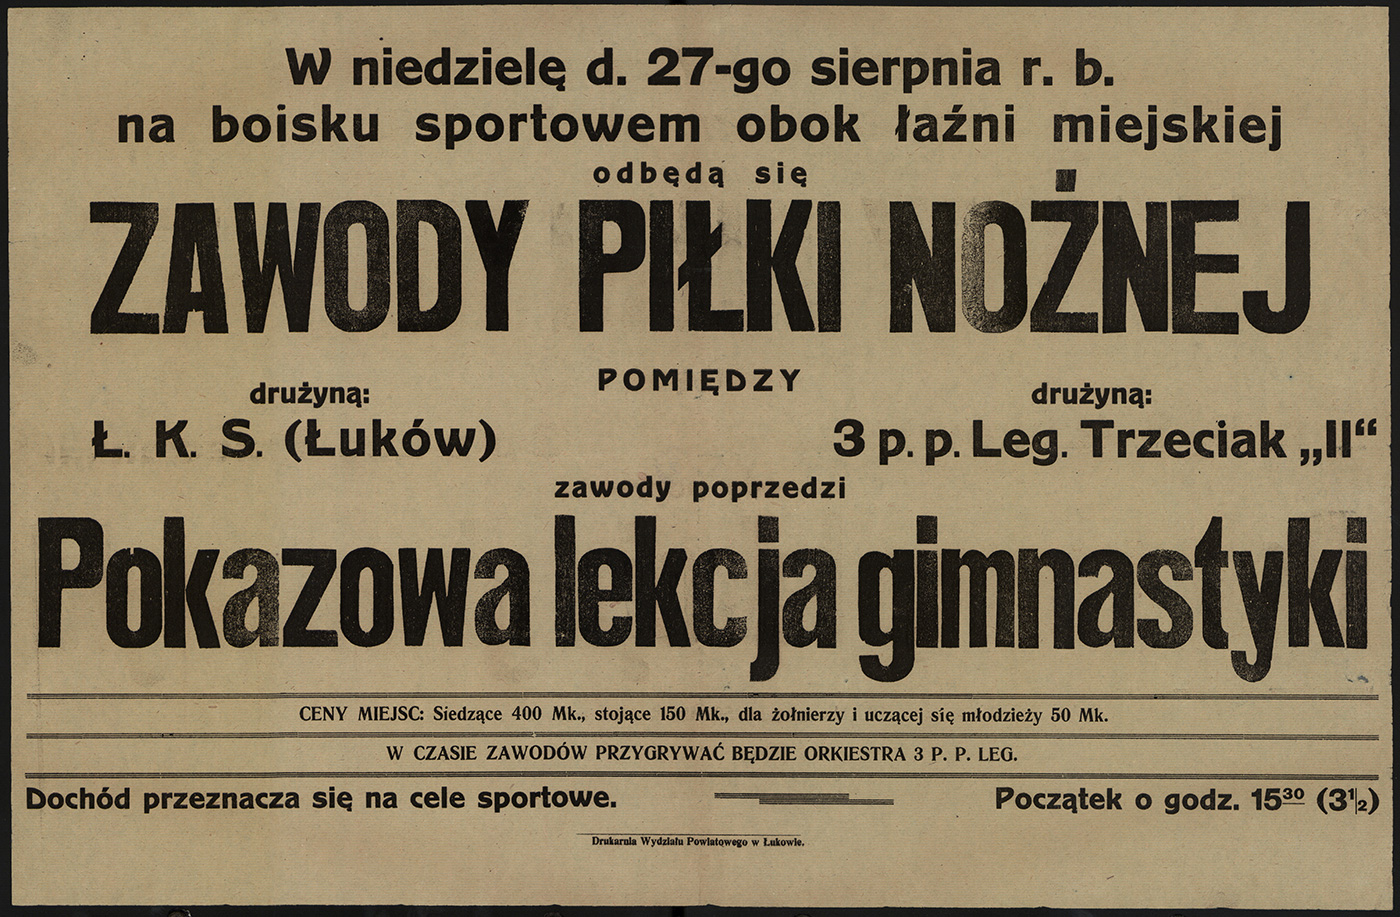 W niedzielę d. 27-go sierpnia r. b.
na boisku sportowem obok łaźni miejskiej
odbędą się
ZAWODY PIŁKI NOŻNEJ
POMIĘDZY
drużyną:
Ł. K. S. (Łuków)
drużyną:
3 p. p. Leg. Trzeciak „II“
zawody poprzedzi
Pokazowa lekcja gimnastyki
CENY MIEJSC: Siedzące 400 Mk., stojące 150 Mk., dla żołnierzy i uczącej się młodzieży 50 Mk.
W CZASIE ZAWODÓW PRZYGRYWAĆ BĘDZIE ORKIESTRA 3 P. P. LEG.
Dochód przeznacza się na cele sportowe.
Początek o godz. 15³⁰ (3½)
Drukarnia Wydziału Powiatowego w Łukowie.